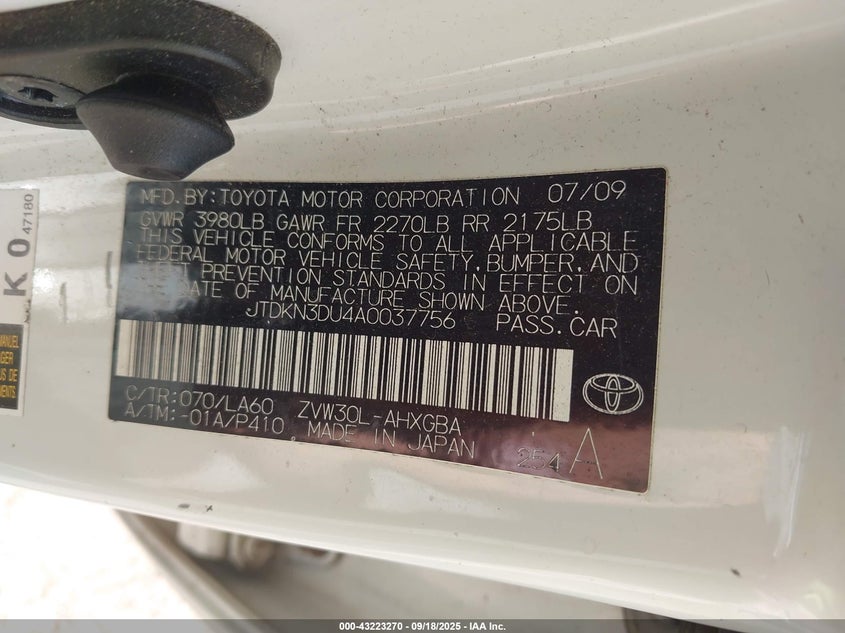 MFD.BY:TOYOTA MOTOR CORPORATION 07/09
GVWR 3980LB GAWR FR 2270LB RR 2175LB
THIS VEHICLE CONFORMS TO ALL APPLICABLE
FEDERAL MOTOR VEHICLE SAFETY, BUMPER, AND
THEFT PREVENTION STANDARDS IN EFFECT ON
THE DATE OF MANUFACTURE SHOWN ABOVE.
JTDKN3DU4A0037756 PASS.CAR
C/TR:070/LA60 ZVW30L-AHXGBA
A/TM:-01A/P410 , MADE IN JAPAN
254 A
K 0 47180
000-43223270 - 09/18/2025 - IAA Inc.